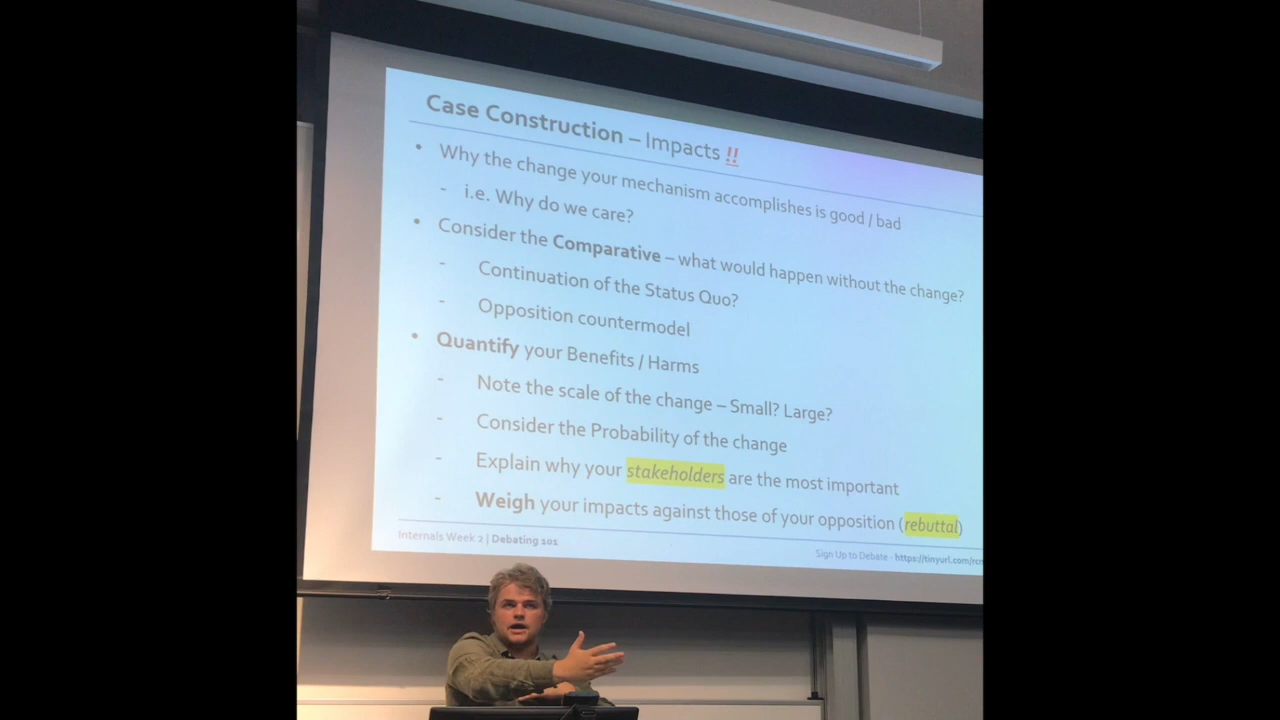 Case Construction – Impacts !!
• Why the change your mechanism accomplishes is good / bad
- i.e. Why do we care?
• Consider the Comparative – what would happen without the change?
- Continuation of the Status Quo?
- Opposition countermodel
• Quantify your Benefits / Harms
- Note the scale of the change – Small? Large?
- Consider the Probability of the change
- Explain why your stakeholders are the most important
- Weigh your impacts against those of your opposition (rebuttal)
Internals Week 2 | Debating 101
Sign Up to Debate - https://tinyurl.com/